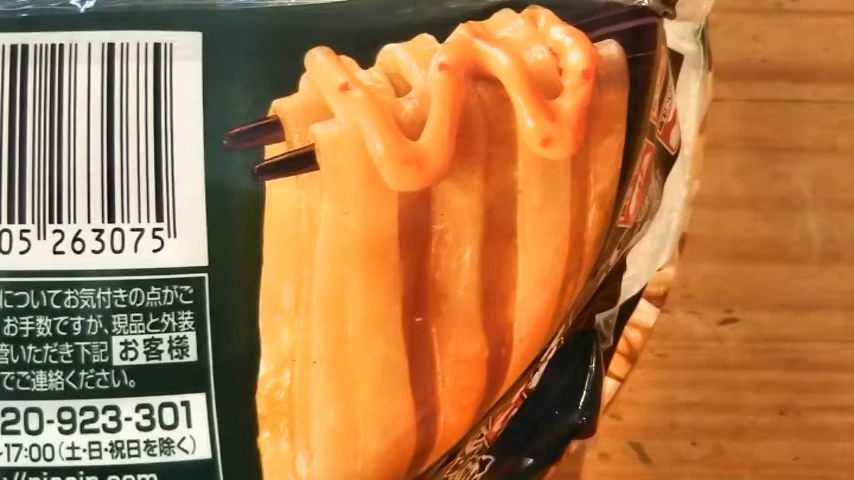 05 263075
についてお気付きの点がご
お手数ですが、現品と外装
管いただき下記 お客様
でご連絡ください。
20-923-301
17:00(土・日・祝日を除く)